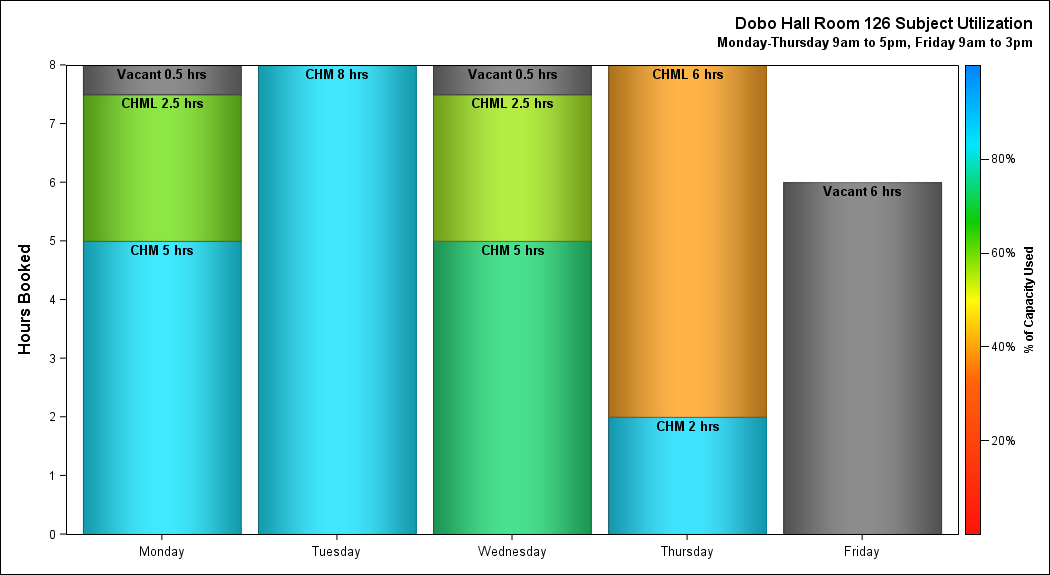 Dobo Hall Room 126 Subject Utilization
Monday-Thursday 9am to 5pm, Friday 9am to 3pm
Hours Booked
8
7
6
5
4
3
2
1
0
Vacant 0.5 hrs
CHML 2.5 hrs
CHM 5 hrs
CHM 8 hrs
Vacant 0.5 hrs
CHML 2.5 hrs
CHM 5 hrs
CHML 6 hrs
CHM 2 hrs
Vacant 6 hrs
Monday
Tuesday
Wednesday
Thursday
Friday
80%
60%
40%
20%
% of Capacity Used